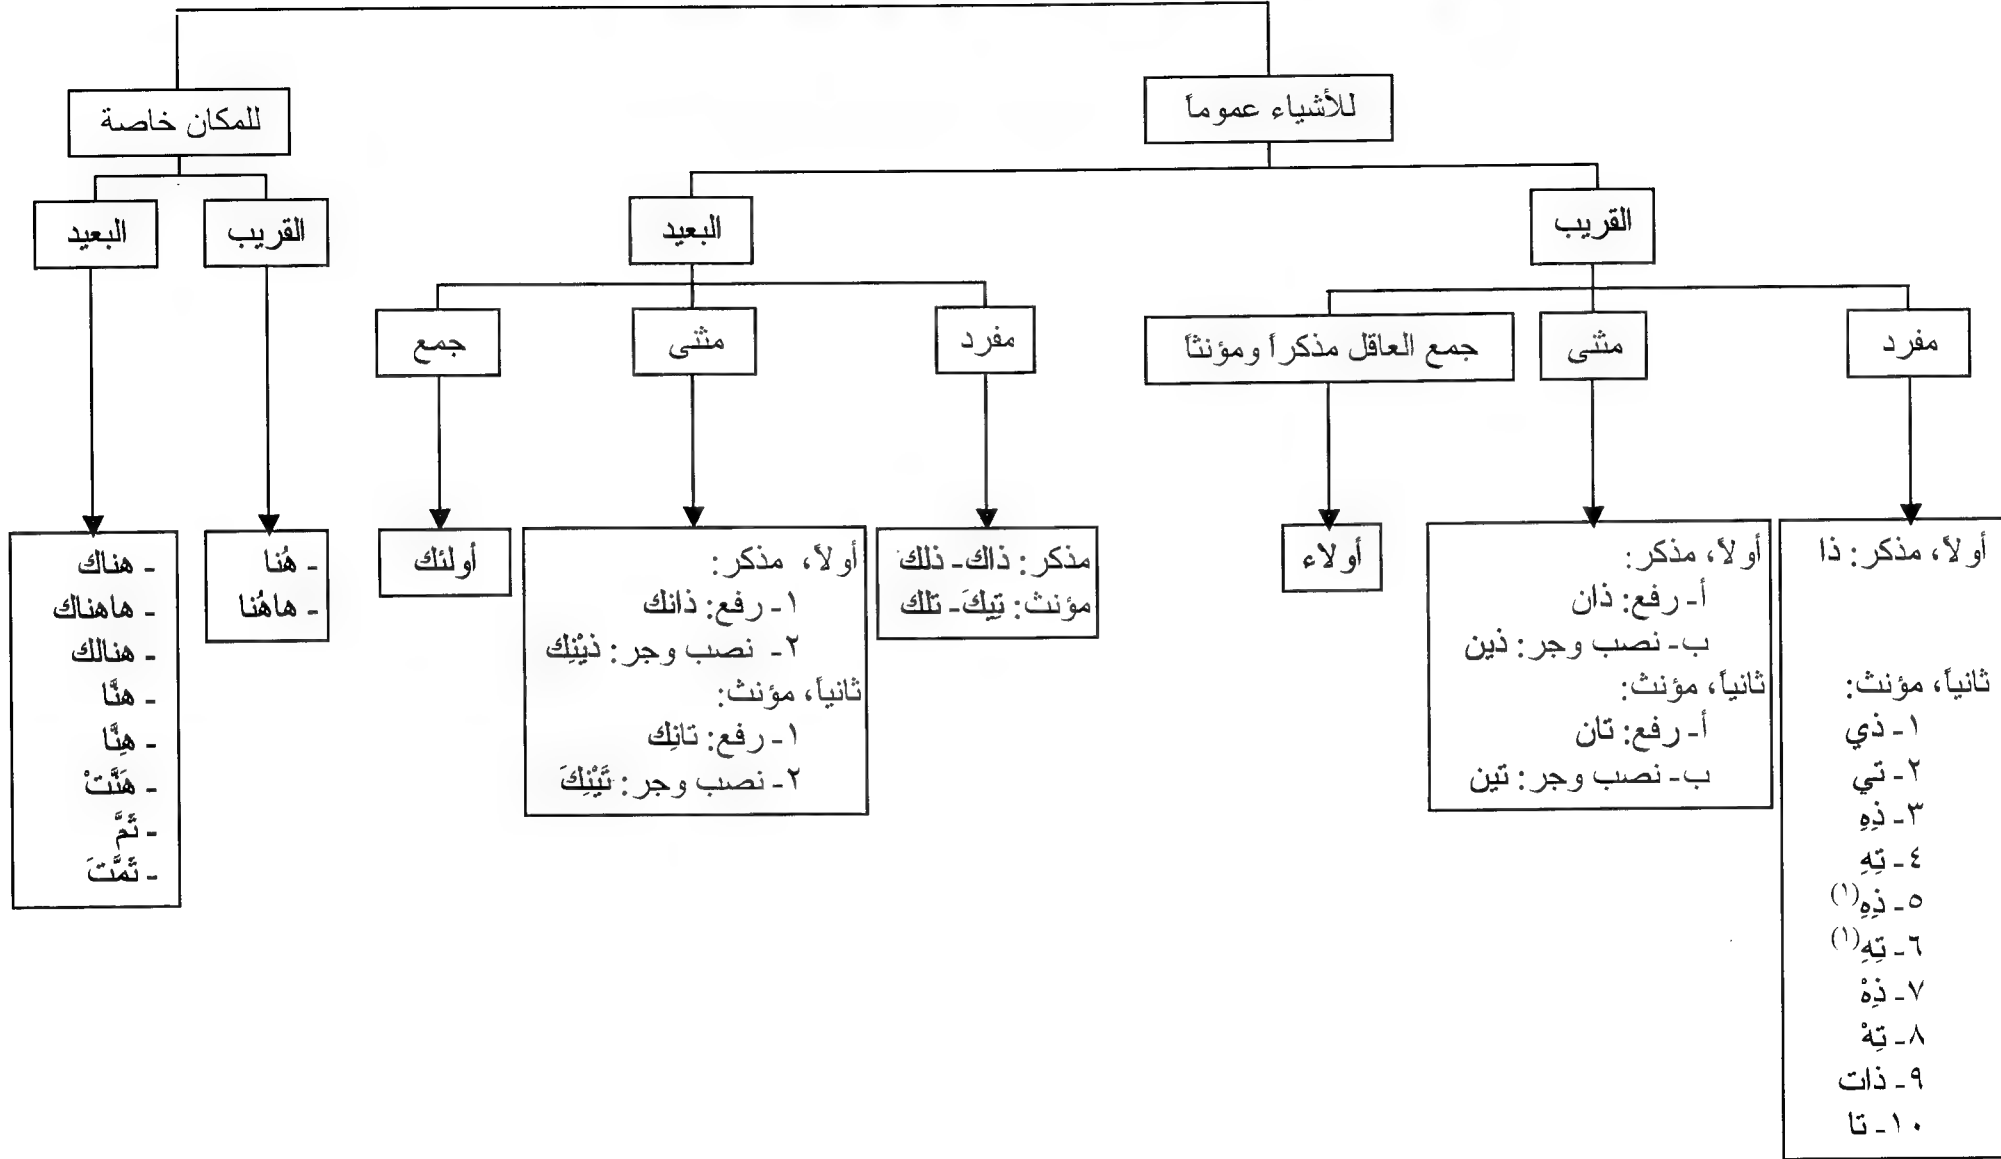 للأشياء عموماً
للمكان خاصة
القريب
البعيد
القريب
البعيد
مفرد
مثنى
جمع العاقل مذكراً ومؤنثاً
مفرد
مثنى
جمع
أولاً، مذكر: ذا
ثانياً، مؤنث:
١- ذي
٢- تي
٣- ذِهِ
٤- تِهِ
٥- ذِهِ(١)
٦- تِهِ(١)
٧- ذِهْ
٨- تِهْ
٩- ذات
١٠- تا
أولاً، مذكر:
أ- رفع: ذان
ب- نصب وجر: ذين
ثانياً، مؤنث:
أ- رفع: تان
ب- نصب وجر: تين
أولاء
مذكر: ذاك- ذلك
مؤنث: تِيكَ- تلك
أولاً، مذكر:
١- رفع: ذانك
٢- نصب وجر: ذيْنِك
ثانياً، مؤنث:
١- رفع: تانِك
٢- نصب وجر: تَيْنِكَ
أولئك
- هُنا
- هاهُنا
- هناك
- هاهناك
- هنالك
- هنَّا
- هِنَّا
- هَنَّتْ
- ثَمَّ
- ثَمَّتَ